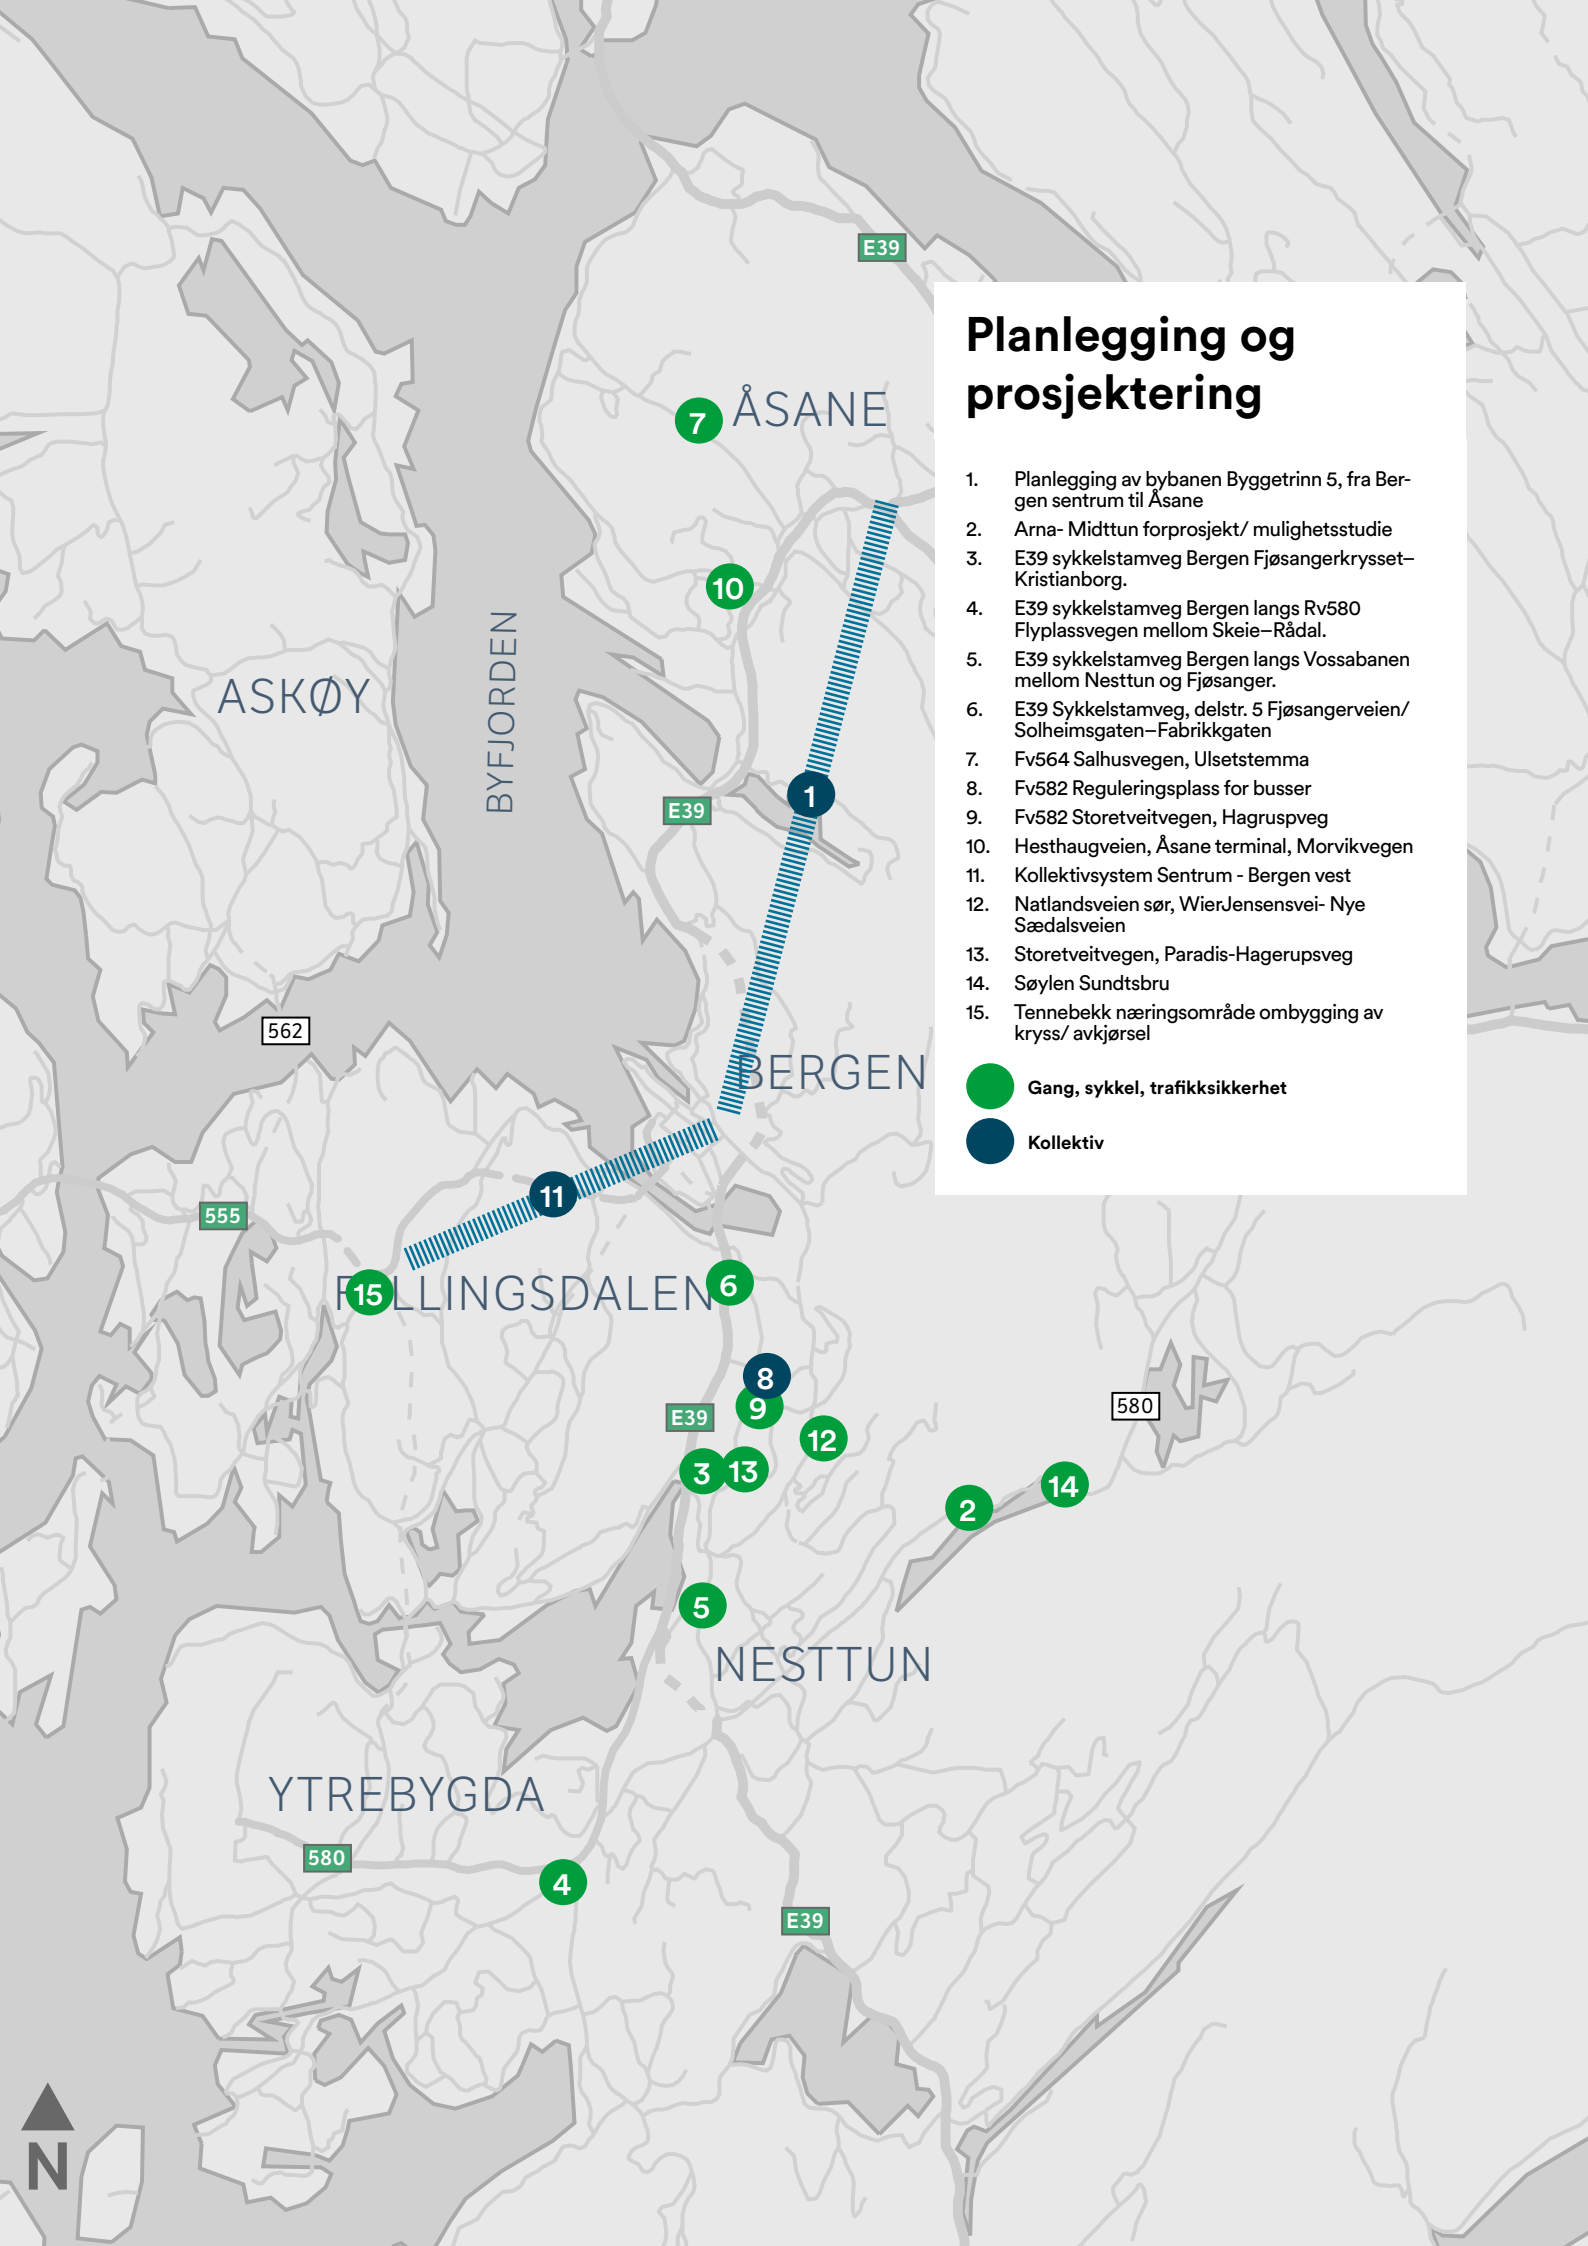 E39
Planlegging og
prosjektering
ÅSANE
7
1. Planlegging av bybanen Byggetrinn 5, fra Ber-
gen sentrum til Åsane
2. Arna- Midttun forprosjekt/ mulighetsstudie
3. E39 sykkelstamveg Bergen Fjøsangerkrysset–
Kristianborg.
4. E39 sykkelstamveg Bergen langs Rv580
Flyplassvegen mellom Skeie–Rådal.
5. E39 sykkelstamveg Bergen langs Vossabanen
mellom Nesttun og Fjøsanger.
6. E39 Sykkelstamveg, delstr. 5 Fjøsangerveien/
Solheimsgaten–Fabrikkgaten
7. Fv564 Salhusvegen, Ulsetstemma
8. Fv582 Reguleringsplass for busser
9. Fv582 Storetveitvegen, Hagruspveg
10. Hesthaugveien, Åsane terminal, Morvikvegen
11. Kollektivsystem Sentrum - Bergen vest
12. Natlandsveien sør, WierJensensvei- Nye
Sædalsveien
13. Storetveitvegen, Paradis-Hagerupsveg
14. Søylen Sundtsbru
15. Tennebekk næringsområde ombygging av
kryss/ avkjørsel
Gang, sykkel, trafikksikkerhet
Kollektiv
10
ASKØY
BYFJORDEN
1
E39
562
BERGEN
11
555
15
FYLLINGSDALEN
6
8
9
E39
580
12
3
13
14
2
5
NESTTUN
YTREBYGDA
580
4
E39
N